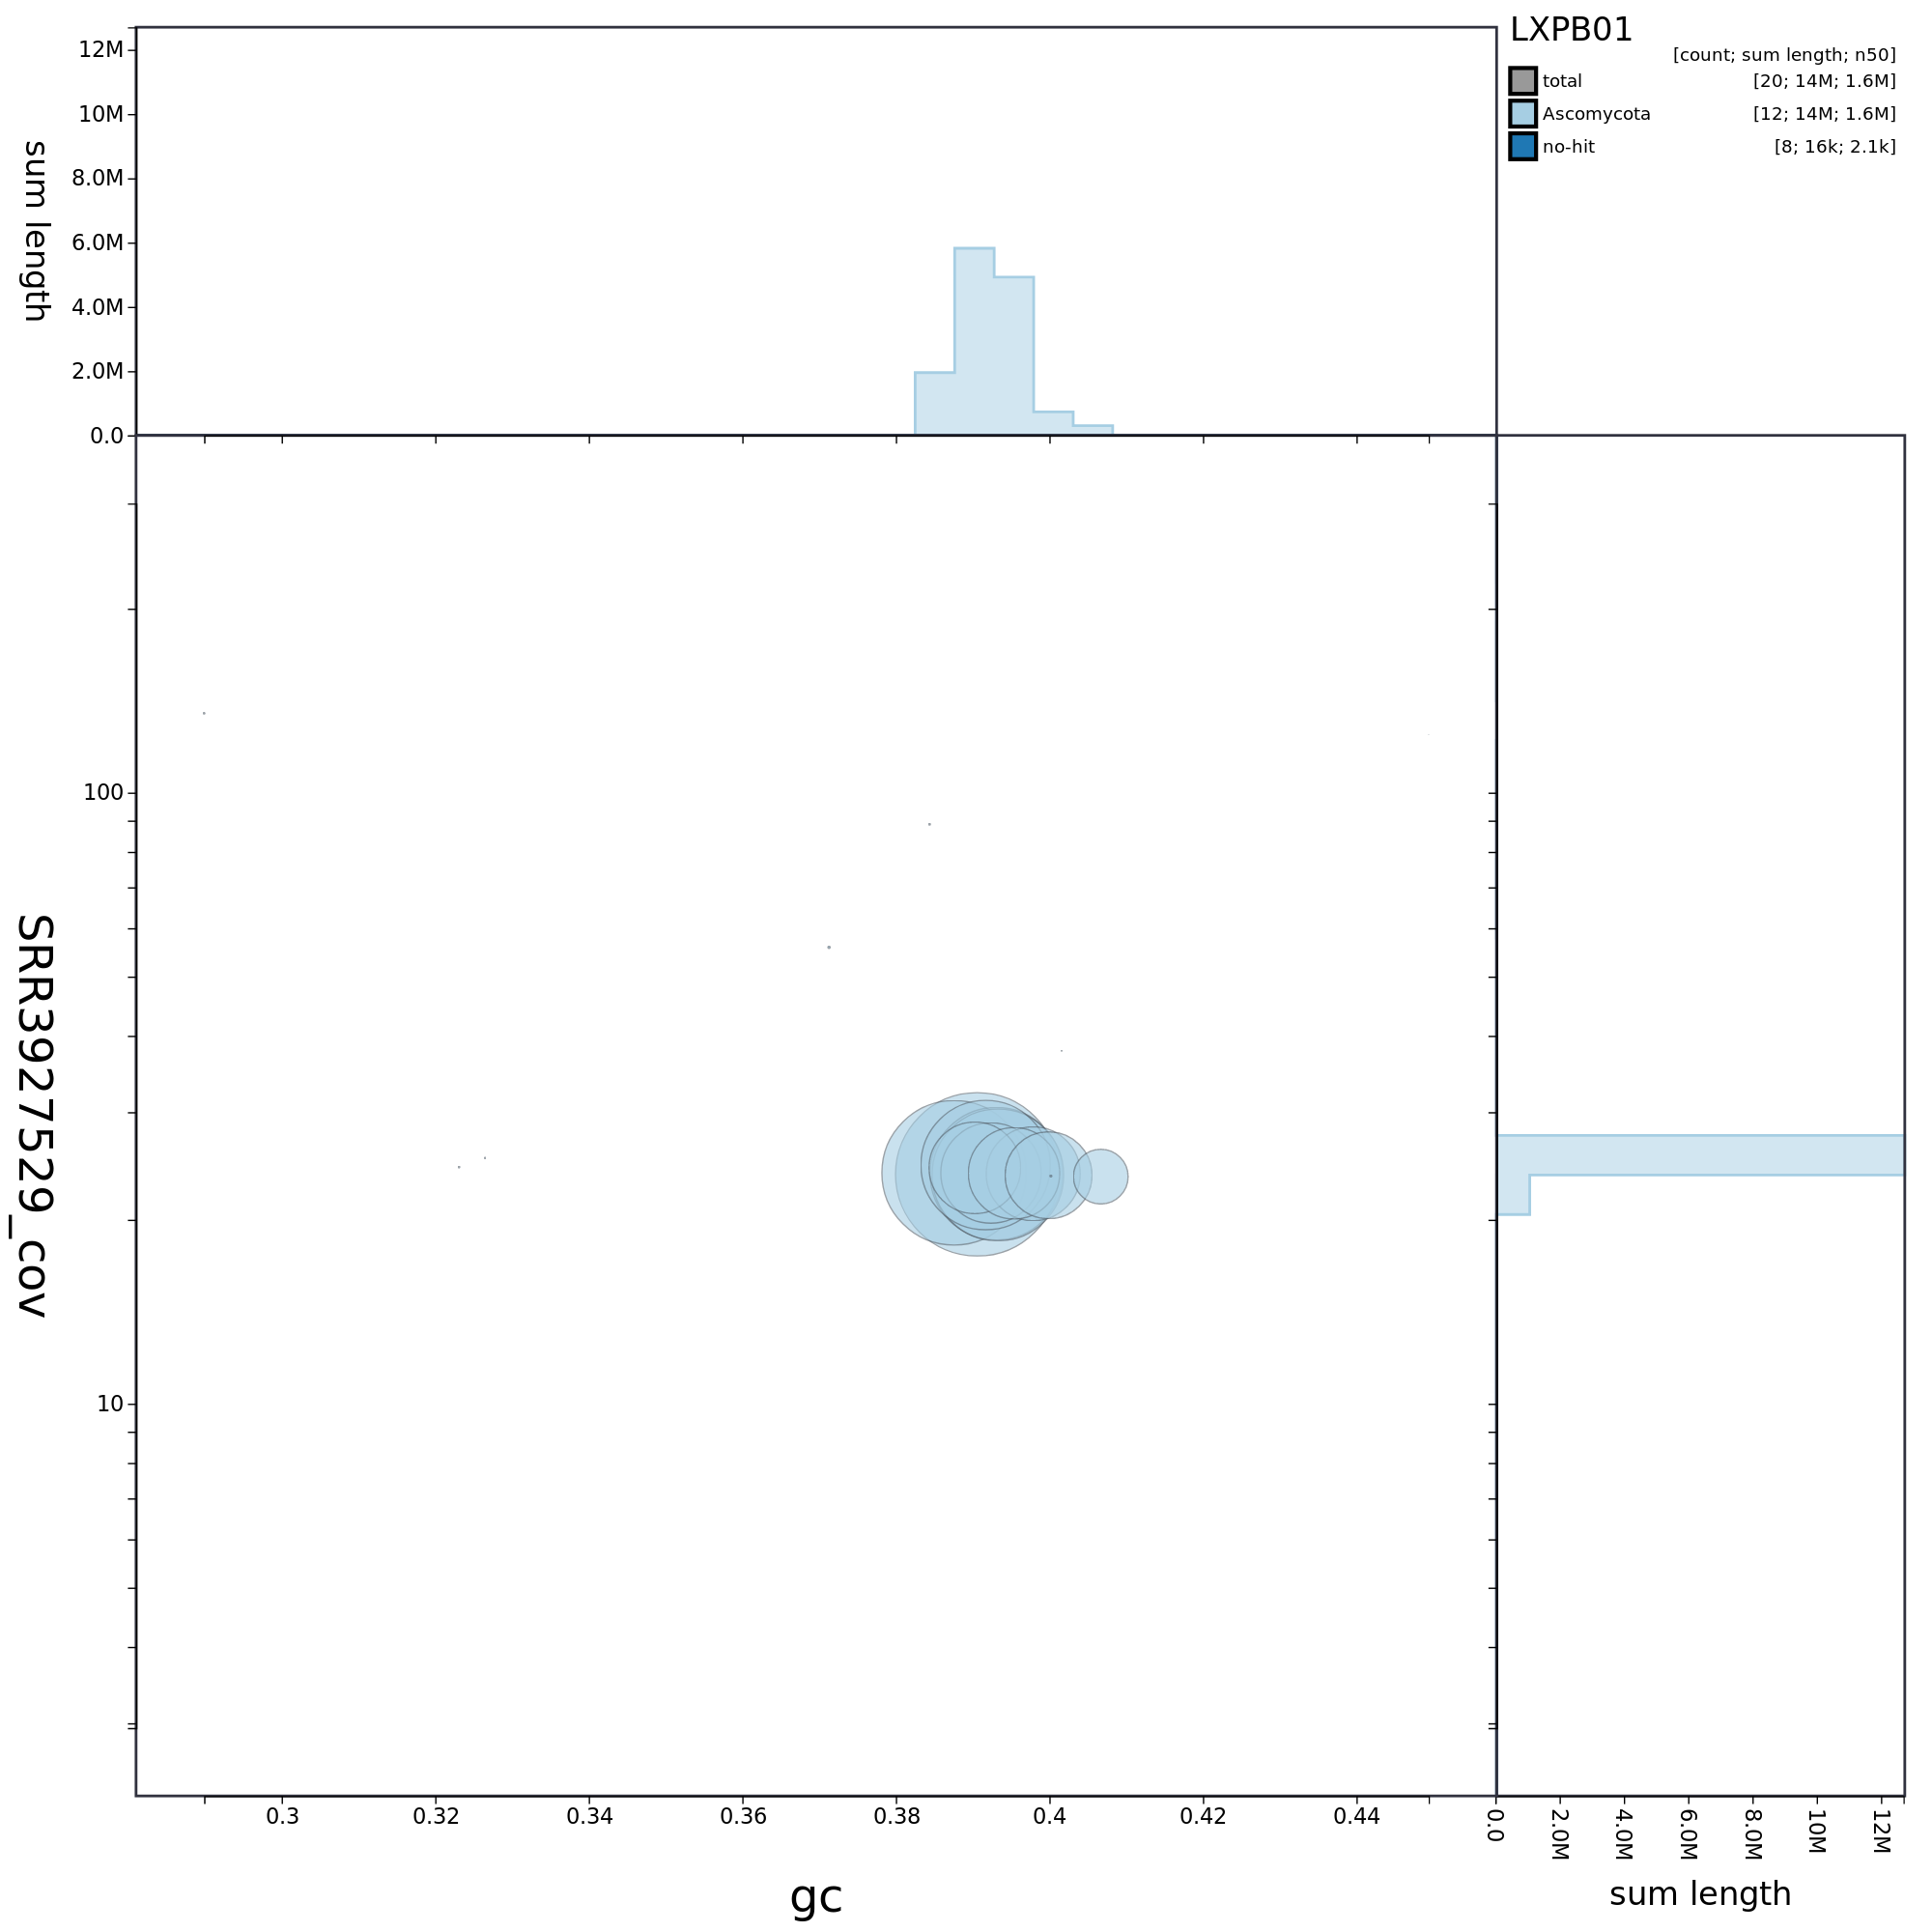 LXPB01
[count; sum length; n50]
total [20; 14M; 1.6M]
Ascomycota [12; 14M; 1.6M]
no-hit [8; 16k; 2.1k]
sum length
12M
10M
8.0M
6.0M
4.0M
2.0M
0.0
SRR3927529_cov
100
10
0.3 0.32 0.34 0.36 0.38 0.4 0.42 0.44
gc
0.0 2.0M 4.0M 6.0M 8.0M 10M 12M
sum length